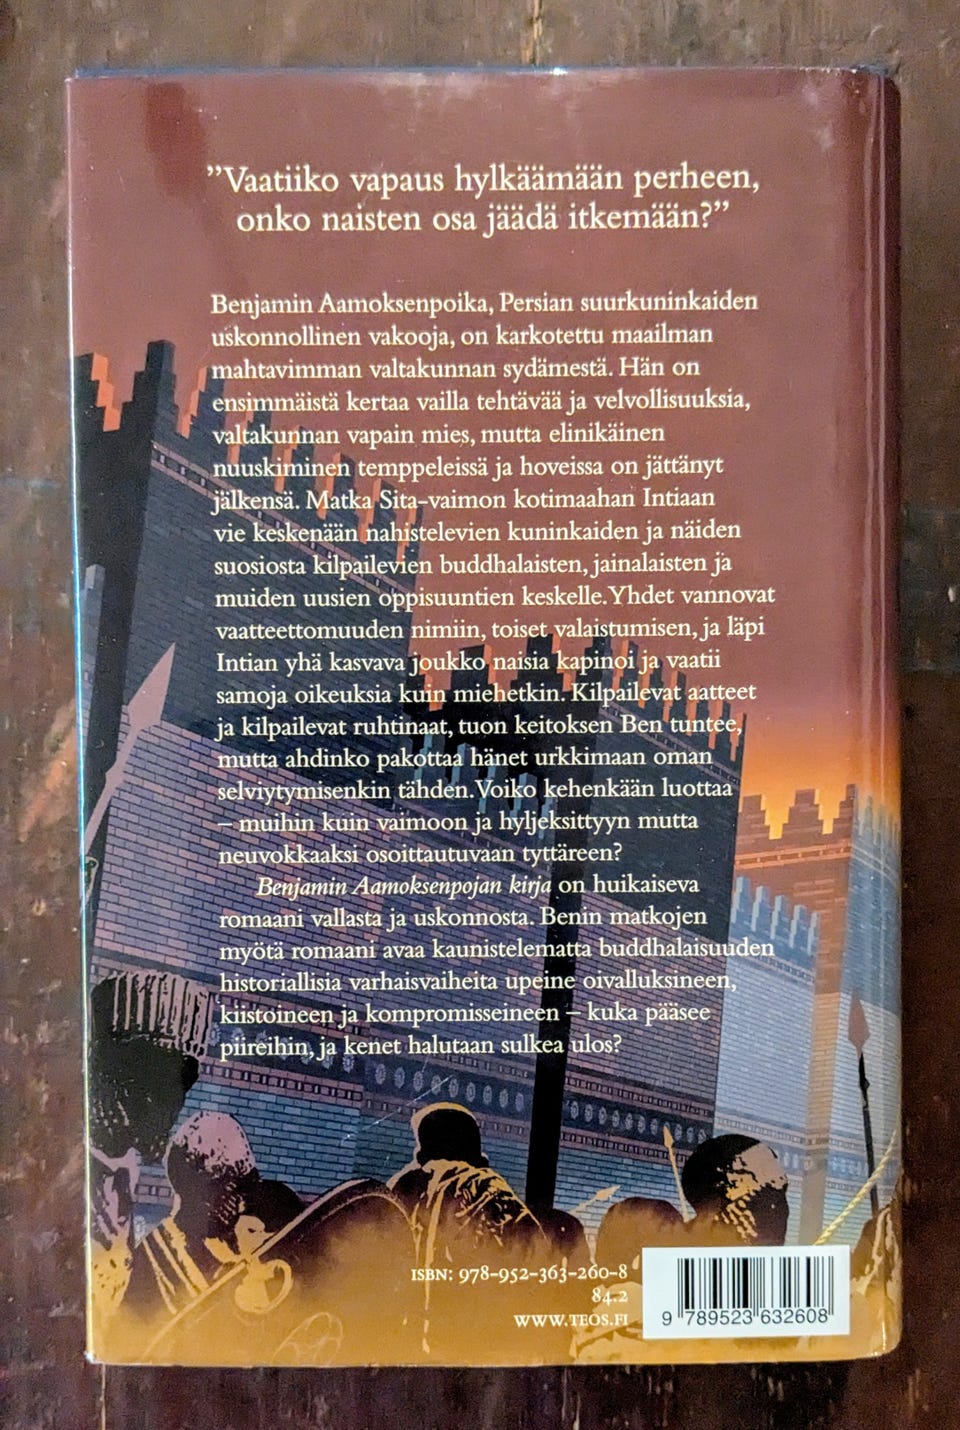 ”Vaatiiko vapaus hylkäämään perheen,
onko naisten osa jäädä itkemään?”
Benjamin Aamoksenpoika, Persian suurkuninkaiden
uskonnollinen vakooja, on karkotettu maailman
mahtavimman valtakunnan sydämestä. Hän on
ensimmäistä kertaa vailla tehtävää ja velvollisuuksia,
valtakunnan vapain mies, mutta elinikäinen
nuuskiminen temppeleissä ja hoveissa on jättänyt
jälkensä. Matka Sita-vaimon kotimaahan Intiaan
vie keskenään nahistelevien kuninkaiden ja näiden
suosiosta kilpailevien buddhalaisten, jainalaisten ja
muiden uusien oppisuuntien keskelle. Yhdet vannovat
vaatteettomuuden nimiin, toiset valaistumisen, ja läpi
Intian yhä kasvava joukko naisia kapinoi ja vaatii
samoja oikeuksia kuin miehetkin. Kilpailevat aatteet
ja kilpailevat ruhtinaat, tuon keitoksen Ben tuntee,
mutta ahdinko pakottaa hänet urkkimaan oman
selviytymisenkin tähden. Voiko kehenkään luottaa
– muihin kuin vaimoon ja hyljeksittyyn mutta
neuvokkaaksi osoittautuvaan tyttäreen?
Benjamin Aamoksenpojan kirja on huikaiseva
romaani vallasta ja uskonnosta. Benin matkojen
myötä romaani avaa kaunistelematta buddhalaisuuden
historiallisia varhaisvaiheita upeine oivalluksineen,
kiistoineen ja kompromisseineen – kuka pääsee
piireihin, ja kenet halutaan sulkea ulos?
ISBN: 978-952-363-260-8
84.2
WWW.TEOS.FI
9 789523 632608